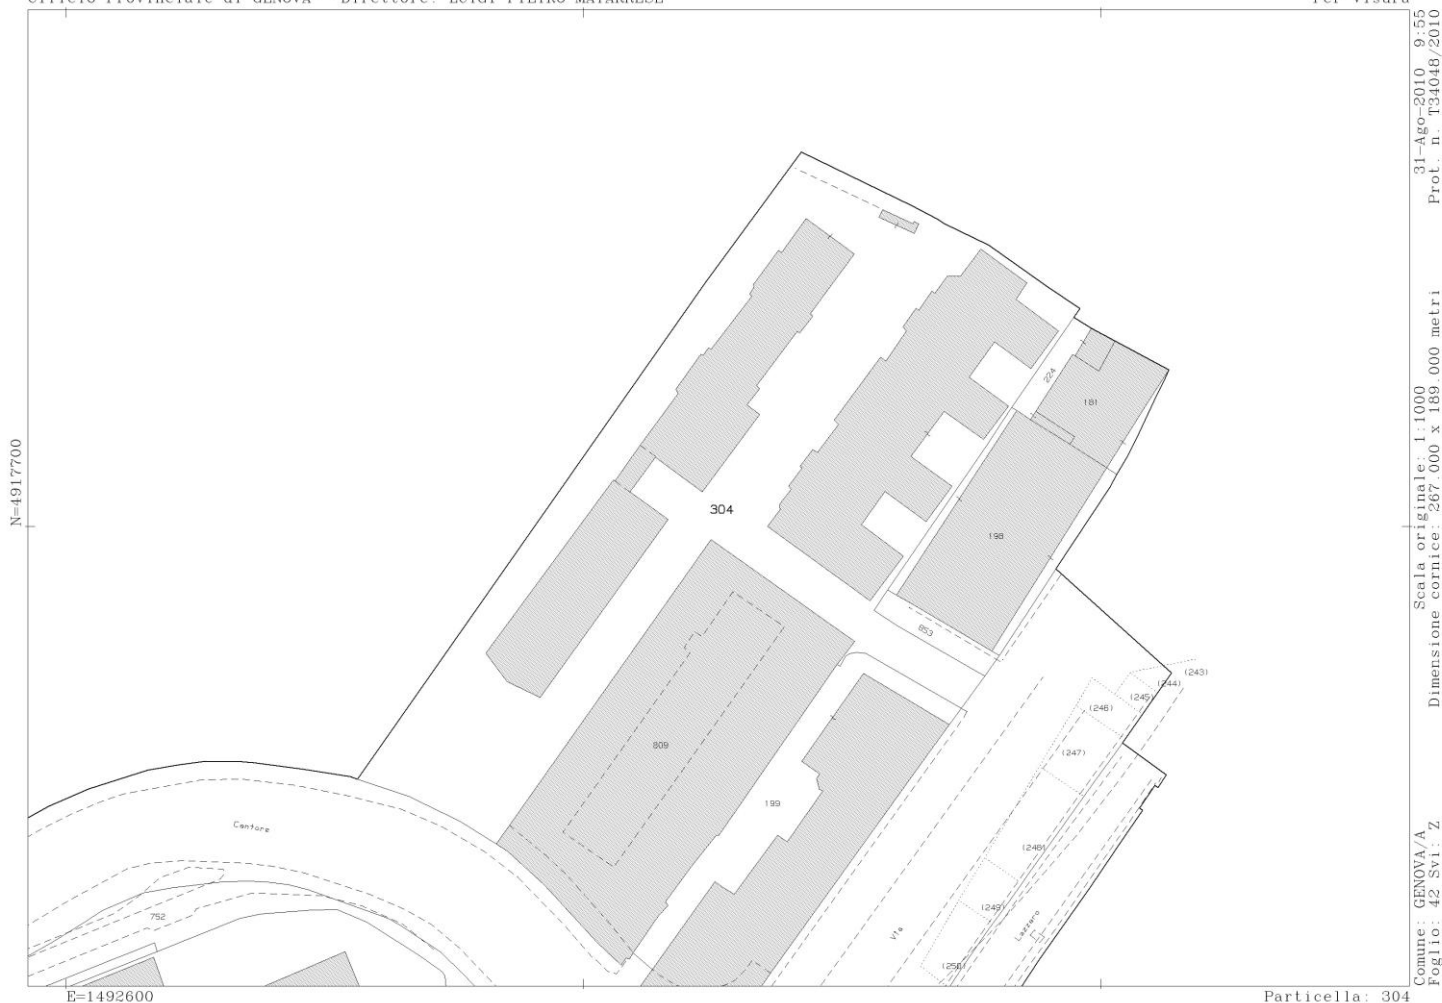 Ufficio Provinciale di GENOVA - Direttore: LUIGI PIETRO MATARRESE
Per Visura
31-Ago-2010 9:55
Prot. n. T34048/2010
Scala originale: 1:1000
Dimensione cornice: 267.000 x 189.000 metri
Comune: GENOVA/A
Foglio: 42 Svi: Z
N=4917700
E=1492600
Particella: 304
224
181
304
198
853
(243)
(244)
(245)
(246)
(247)
809
199
Cantore
(248)
752
(249)
Via
Lazzaro
(250)